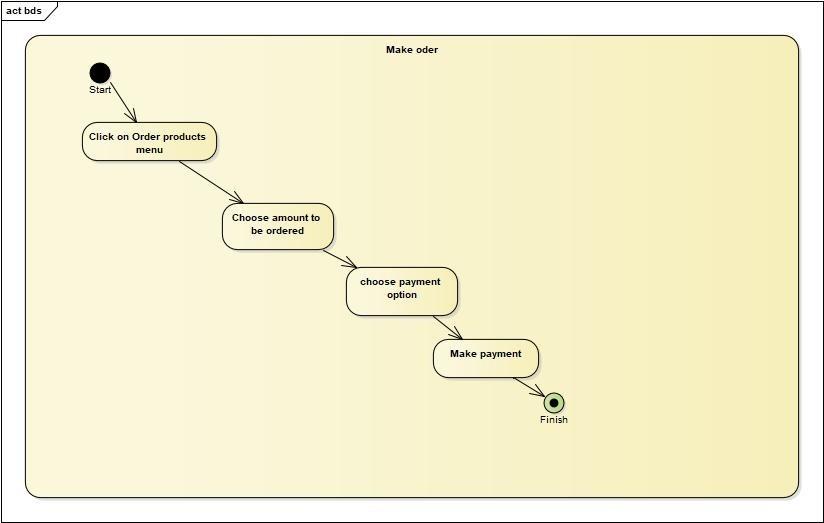 act bds
Make oder
Start
Click on Order products
menu
Choose amount to
be ordered
choose payment
option
Make payment
Finish